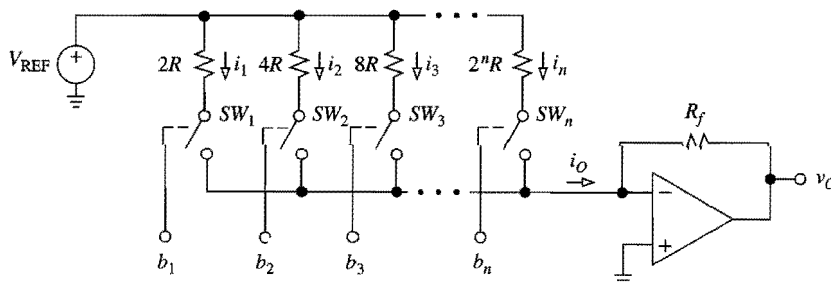 V_REF
2R
i_1
4R
i_2
8R
i_3
2^nR
i_n
SW_1
SW_2
SW_3
SW_n
R_f
i_O
−
+
b_1
b_2
b_3
b_n
+
−